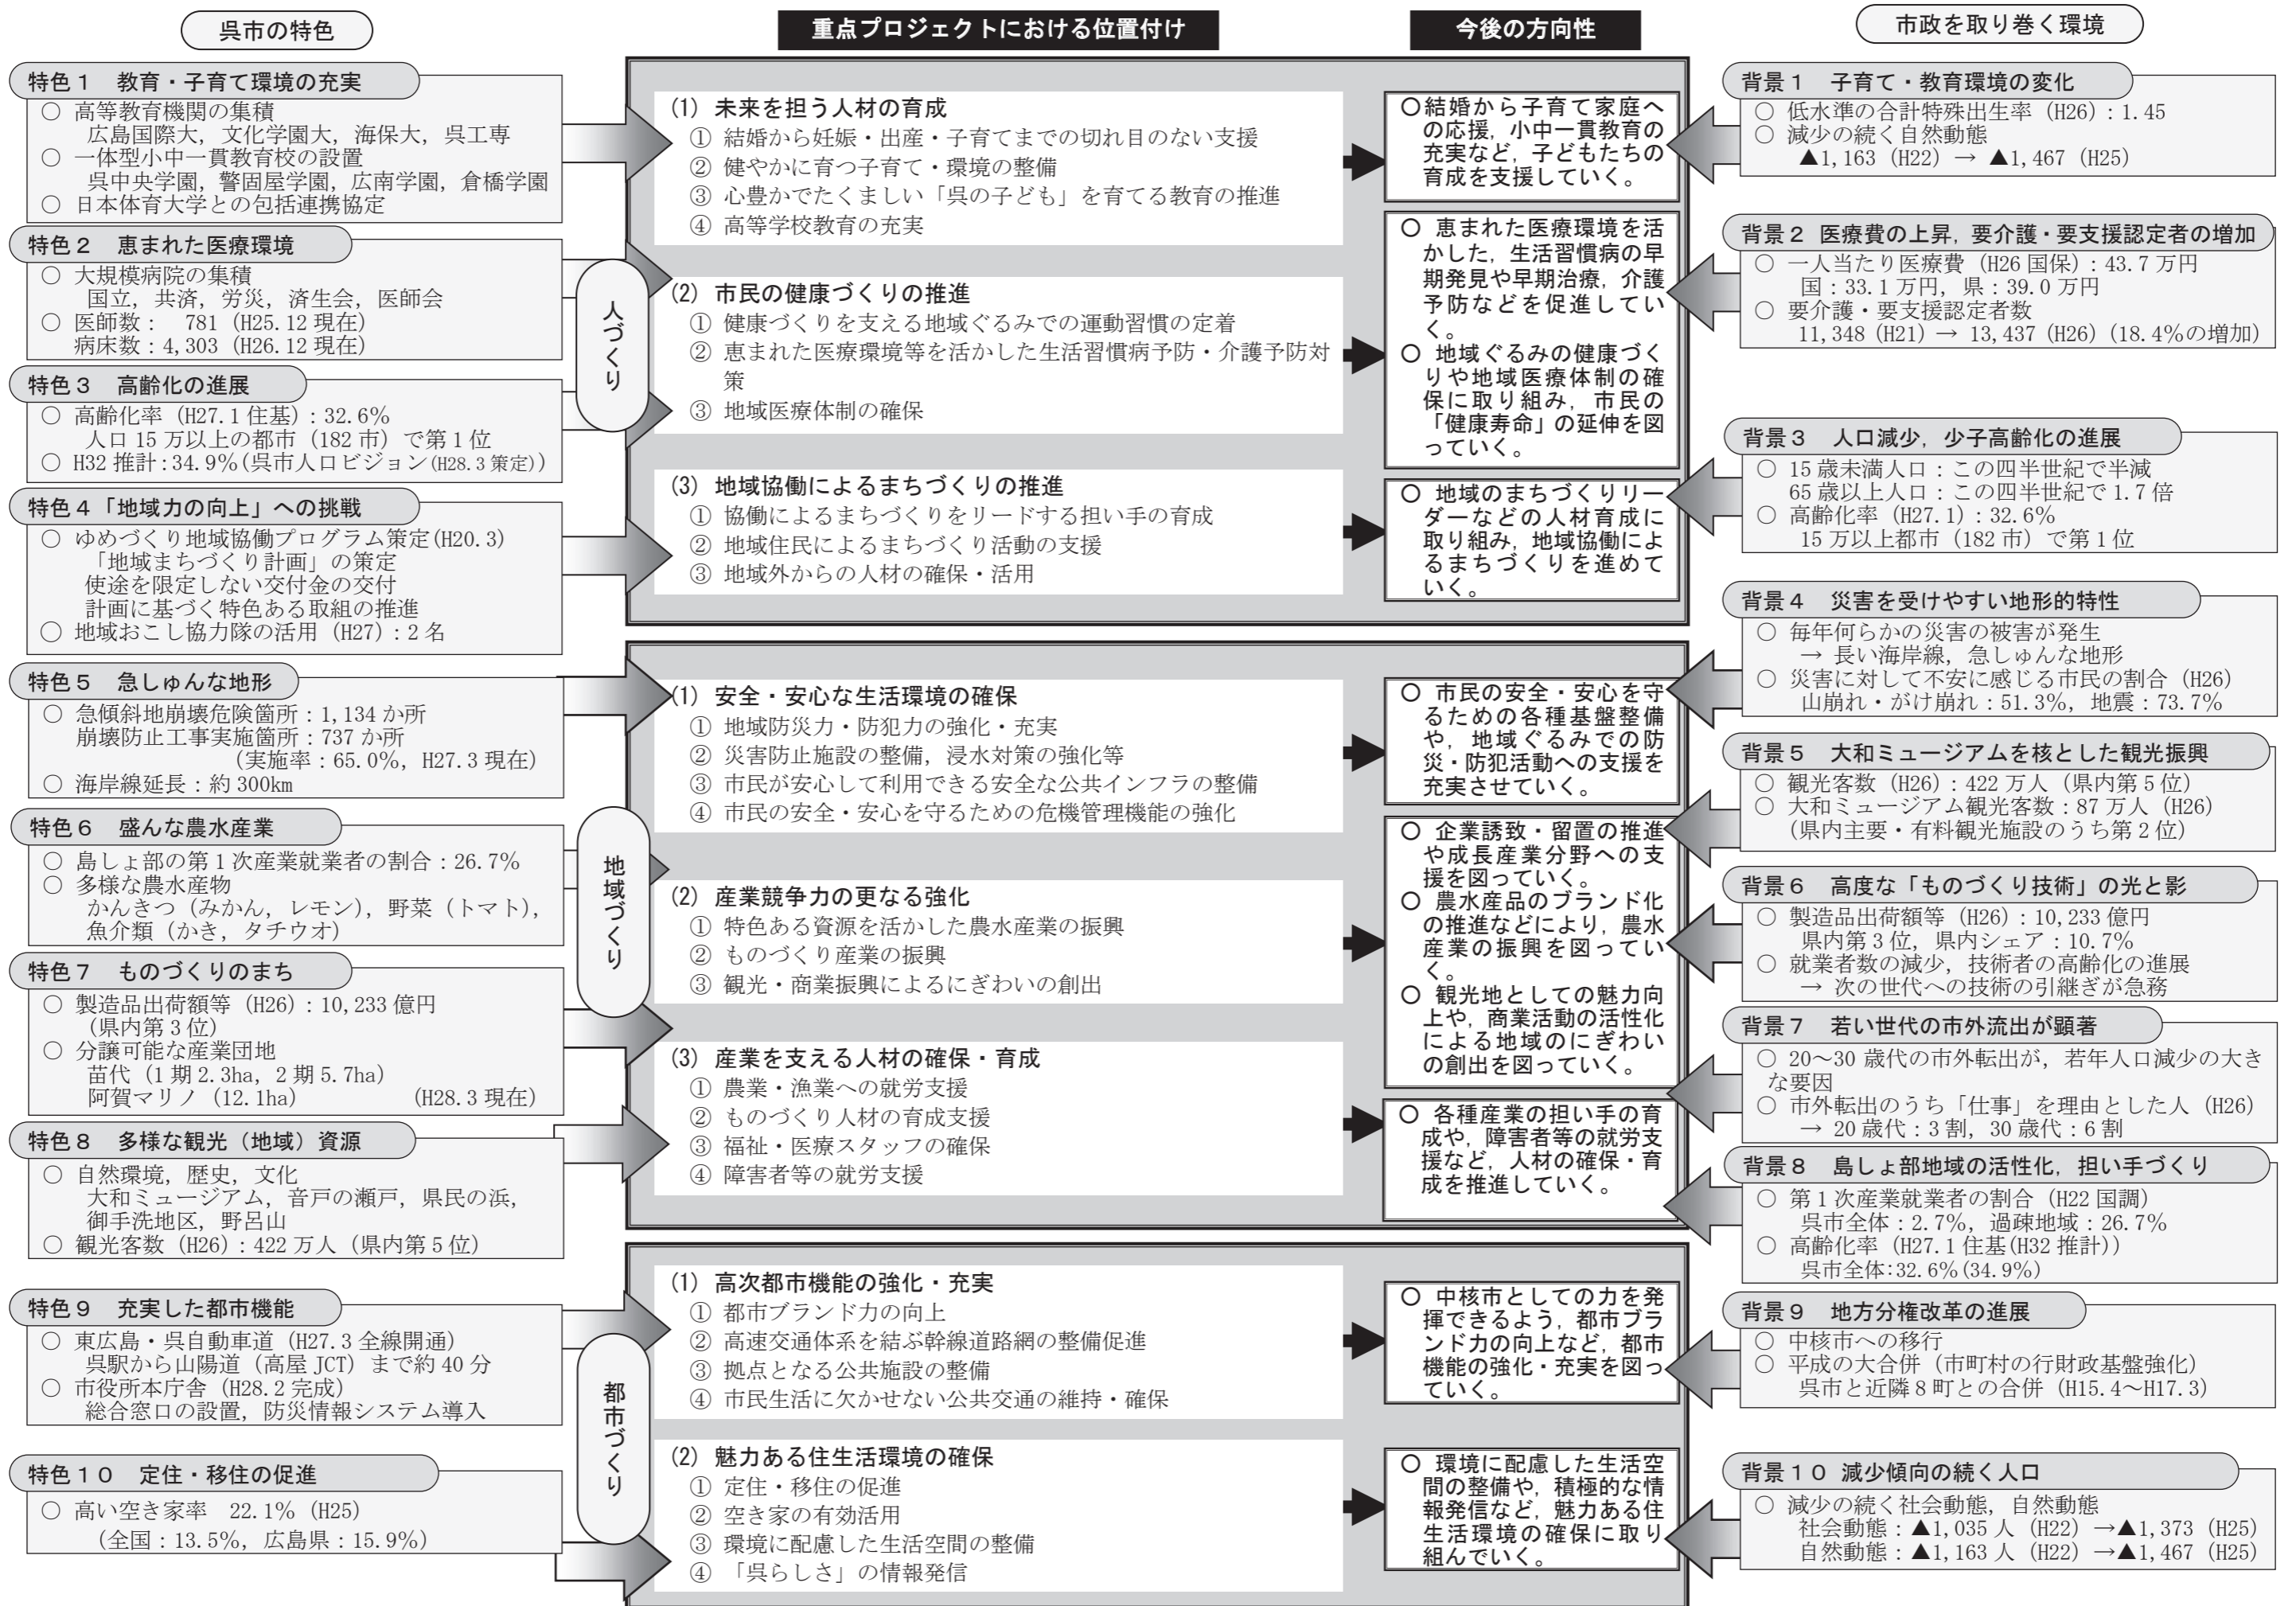 呉市の特色
特色１　教育・子育て環境の充実
○ 高等教育機関の集積
広島国際大，文化学園大，海保大，呉工専
○ 一体型小中一貫教育校の設置
呉中央学園，警固屋学園，広南学園，倉橋学園
○ 日本体育大学との包括連携協定
特色２　恵まれた医療環境
○ 大規模病院の集積
国立，共済，労災，済生会，医師会
○ 医師数：　781（H25.12 現在）
病床数：4,303（H26.12 現在）
特色３　高齢化の進展
○ 高齢化率（H27.1 住基）：32.6％
人口 15 万以上の都市（182 市）で第１位
○ H32 推計：34.9％(呉市人口ビジョン(H28.3 策定))
特色４「地域力の向上」への挑戦
○ ゆめづくり地域協働プログラム策定(H20.3)
「地域まちづくり計画」の策定
使途を限定しない交付金の交付
計画に基づく特色ある取組の推進
○ 地域おこし協力隊の活用（H27）：2 名
特色５　急しゅんな地形
○ 急傾斜地崩壊危険箇所：1,134 か所
崩壊防止工事実施箇所：737 か所
（実施率：65.0％，H27.3 現在）
○ 海岸線延長：約 300km
特色６　盛んな農水産業
○ 島しょ部の第１次産業就業者の割合：26.7％
○ 多様な農水産物
かんきつ（みかん，レモン），野菜（トマト），
魚介類（かき，タチウオ）
特色７　ものづくりのまち
○ 製造品出荷額等（H26）：10,233 億円
（県内第３位）
○ 分譲可能な産業団地
苗代（1 期 2.3ha，2 期 5.7ha）
阿賀マリノ（12.1ha）　（H28.3 現在）
特色８　多様な観光（地域）資源
○ 自然環境，歴史，文化
大和ミュージアム，音戸の瀬戸，県民の浜，
御手洗地区，野呂山
○ 観光客数（H26）：422 万人（県内第５位）
特色９　充実した都市機能
○ 東広島・呉自動車道（H27.3 全線開通）
呉駅から山陽道（高屋 JCT）まで約 40 分
○ 市役所本庁舎（H28.2 完成）
総合窓口の設置，防災情報システム導入
特色１０　定住・移住の促進
○ 高い空き家率　22.1％（H25）
（全国：13.5％，広島県：15.9％）
重点プロジェクトにおける位置付け
人づくり
(1) 未来を担う人材の育成
① 結婚から妊娠・出産・子育てまでの切れ目のない支援
② 健やかに育つ子育て・環境の整備
③ 心豊かでたくましい「呉の子ども」を育てる教育の推進
④ 高等学校教育の充実
(2) 市民の健康づくりの推進
① 健康づくりを支える地域ぐるみでの運動習慣の定着
② 恵まれた医療環境等を活かした生活習慣病予防・介護予防対
策
③ 地域医療体制の確保
(3) 地域協働によるまちづくりの推進
① 協働によるまちづくりをリードする担い手の育成
② 地域住民によるまちづくり活動の支援
③ 地域外からの人材の確保・活用
地域づくり
(1) 安全・安心な生活環境の確保
① 地域防災力・防犯力の強化・充実
② 災害防止施設の整備，浸水対策の強化等
③ 市民が安心して利用できる安全な公共インフラの整備
④ 市民の安全・安心を守るための危機管理機能の強化
(2) 産業競争力の更なる強化
① 特色ある資源を活かした農水産業の振興
② ものづくり産業の振興
③ 観光・商業振興によるにぎわいの創出
(3) 産業を支える人材の確保・育成
① 農業・漁業への就労支援
② ものづくり人材の育成支援
③ 福祉・医療スタッフの確保
④ 障害者等の就労支援
都市づくり
(1) 高次都市機能の強化・充実
① 都市ブランド力の向上
② 高速交通体系を結ぶ幹線道路網の整備促進
③ 拠点となる公共施設の整備
④ 市民生活に欠かせない公共交通の維持・確保
(2) 魅力ある住生活環境の確保
① 定住・移住の促進
② 空き家の有効活用
③ 環境に配慮した生活空間の整備
④ 「呉らしさ」の情報発信
今後の方向性
○結婚から子育て家庭へ
の応援，小中一貫教育の
充実など，子どもたちの
育成を支援していく。
○ 恵まれた医療環境を活
かした，生活習慣病の早
期発見や早期治療，介護
予防などを促進してい
く。
○ 地域ぐるみの健康づく
りや地域医療体制の確
保に取り組み，市民の
「健康寿命」の延伸を図
っていく。
○ 地域のまちづくりリー
ダーなどの人材育成に
取り組み，地域協働によ
るまちづくりを進めて
いく。
○ 市民の安全・安心を守
るための各種基盤整備
や，地域ぐるみでの防
災・防犯活動への支援を
充実させていく。
○ 企業誘致・留置の推進
や成長産業分野への支
援を図っていく。
○ 農水産品のブランド化
の推進などにより，農水
産業の振興を図ってい
く。
○ 観光地としての魅力向
上や，商業活動の活性化
による地域のにぎわい
の創出を図っていく。
○ 各種産業の担い手の育
成や，障害者等の就労支
援など，人材の確保・育
成を推進していく。
○ 中核市としての力を発
揮できるよう，都市ブラ
ンド力の向上など，都市
機能の強化・充実を図っ
ていく。
○ 環境に配慮した生活空
間の整備や，積極的な情
報発信など，魅力ある住
生活環境の確保に取り
組んでいく。
市政を取り巻く環境
背景１　子育て・教育環境の変化
○ 低水準の合計特殊出生率（H26）：1.45
○ 減少の続く自然動態
▲1,163（H22）→ ▲1,467（H25）
背景２ 医療費の上昇，要介護・要支援認定者の増加
○ 一人当たり医療費（H26 国保）：43.7 万円
国：33.1 万円，県：39.0 万円
○ 要介護・要支援認定者数
11,348（H21）→ 13,437（H26）（18.4％の増加）
背景３　人口減少，少子高齢化の進展
○ 15 歳未満人口：この四半世紀で半減
65 歳以上人口：この四半世紀で 1.7 倍
○ 高齢化率（H27.1）：32.6％
15 万以上都市（182 市）で第１位
背景４　災害を受けやすい地形的特性
○ 毎年何らかの災害の被害が発生
→ 長い海岸線，急しゅんな地形
○ 災害に対して不安に感じる市民の割合（H26）
山崩れ・がけ崩れ：51.3％，地震：73.7％
背景５　大和ミュージアムを核とした観光振興
○ 観光客数（H26）：422 万人（県内第５位）
○ 大和ミュージアム観光客数：87 万人（H26）
（県内主要・有料観光施設のうち第２位）
背景６　高度な「ものづくり技術」の光と影
○ 製造品出荷額等（H26）：10,233 億円
県内第３位，県内シェア：10.7％
○ 就業者数の減少，技術者の高齢化の進展
→ 次の世代への技術の引継ぎが急務
背景７　若い世代の市外流出が顕著
○ 20～30 歳代の市外転出が，若年人口減少の大き
な要因
○ 市外転出のうち「仕事」を理由とした人（H26）
→ 20 歳代：3 割，30 歳代：6 割
背景８　島しょ部地域の活性化，担い手づくり
○ 第１次産業就業者の割合（H22 国調）
呉市全体：2.7％，過疎地域：26.7％
○ 高齢化率（H27.1 住基(H32 推計)）
呉市全体:32.6％(34.9％)
背景９　地方分権改革の進展
○ 中核市への移行
○ 平成の大合併（市町村の行財政基盤強化）
呉市と近隣８町との合併（H15.4～H17.3）
背景１０ 減少傾向の続く人口
○ 減少の続く社会動態，自然動態
社会動態：▲1,035 人（H22）→▲1,373（H25）
自然動態：▲1,163 人（H22）→▲1,467（H25）